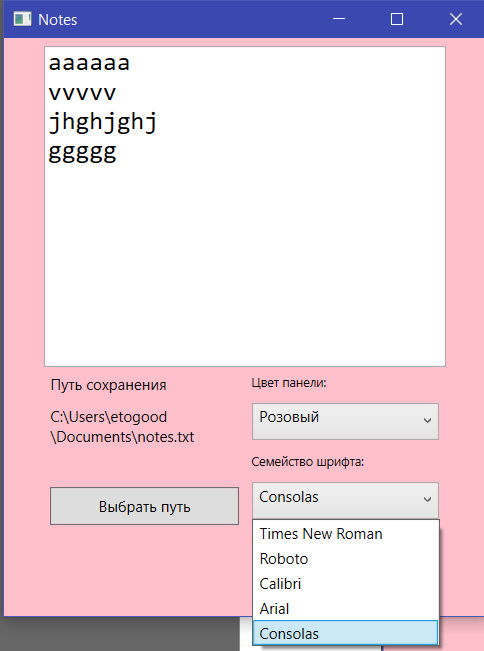 Notes
aaaaaa
vvvvv
jhghjghj
ggggg
Путь сохранения
C:\Users\etogood
\Documents\notes.txt
Выбрать путь
Цвет панели:
Розовый
Семейство шрифта:
Consolas
Times New Roman
Roboto
Calibri
Arial
Consolas